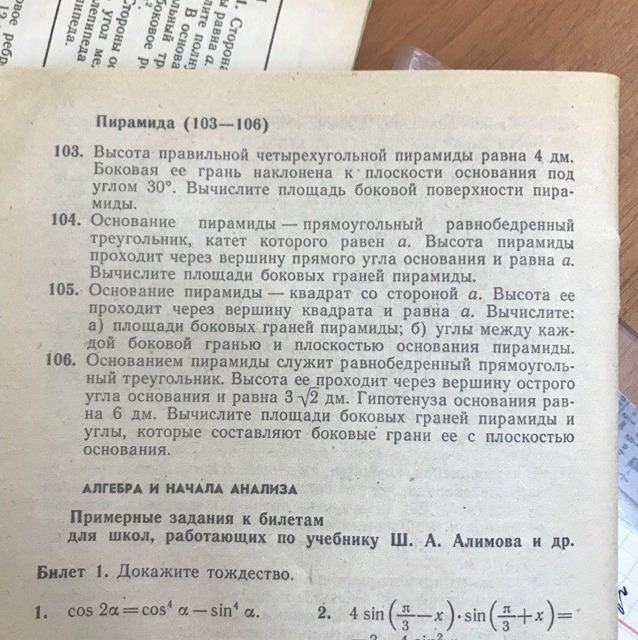 Пирамида (103—106)
103. Высота правильной четырехугольной пирамиды равна 4 дм.
Боковая ее грань наклонена к плоскости основания под
углом 30°. Вычислите площадь боковой поверхности пира-
миды.
104. Основание пирамиды — прямоугольный равнобедренный
треугольник, катет которого равен a. Высота пирамиды
проходит через вершину прямого угла основания и равна a.
Вычислите площади боковых граней пирамиды.
105. Основание пирамиды — квадрат со стороной a. Высота ее
проходит через вершину квадрата и равна a. Вычислите:
а) площади боковых граней пирамиды; б) углы между каж-
дой боковой гранью и плоскостью основания пирамиды.
106. Основанием пирамиды служит равнобедренный прямоуголь-
ный треугольник. Высота ее проходит через вершину острого
угла основания и равна 3 √2 дм. Гипотенуза основания рав-
на 6 дм. Вычислите площади боковых граней пирамиды и
углы, которые составляют боковые грани ее с плоскостью
основания.
АЛГЕБРА И НАЧАЛА АНАЛИЗА
Примерные задания к билетам
для школ, работающих по учебнику Ш. А. Алимова и др.
Билет 1. Докажите тождество.
1. cos 2α = cos⁴ α — sin⁴ α. 2. 4 sin (π/3 — x) · sin (π/3 + x) =